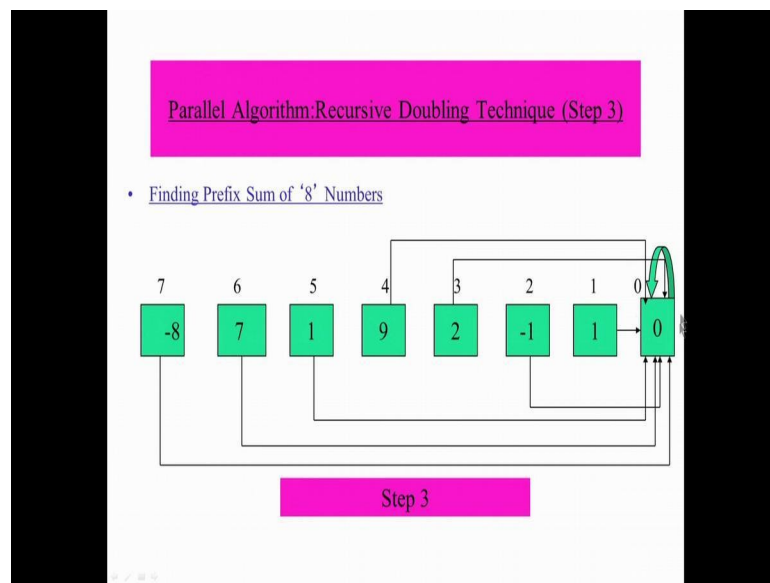 Parallel Algorithm:Recursive Doubling Technique (Step 3)
• Finding Prefix Sum of ‘8’ Numbers
7 6 5 4 3 2 1 0
-8 7 1 9 2 -1 1 0
Step 3